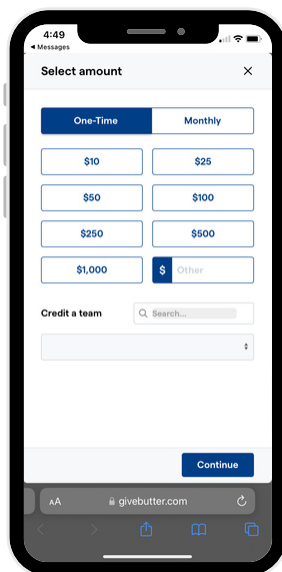 4:49
◀ Messages
Select amount
One-Time Monthly
$10 $25
$50 $100
$250 $500
$1,000 $ Other
Credit a team Search...
Continue
AA givebutter.com